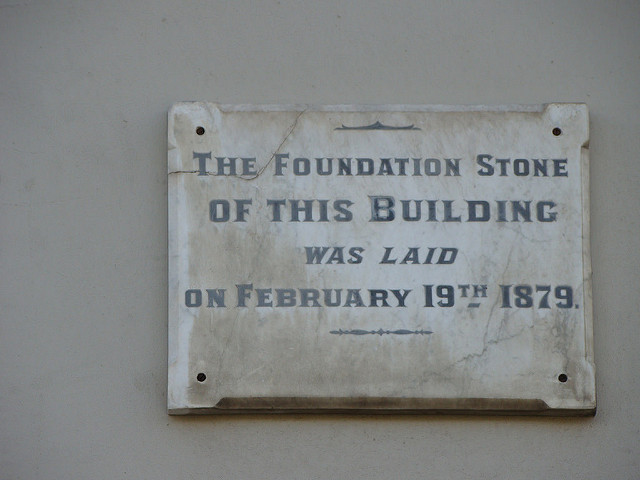 THE FOUNDATION STONE
OF THIS BUILDING
WAS LAID
ON FEBRUARY 19TH 1879.